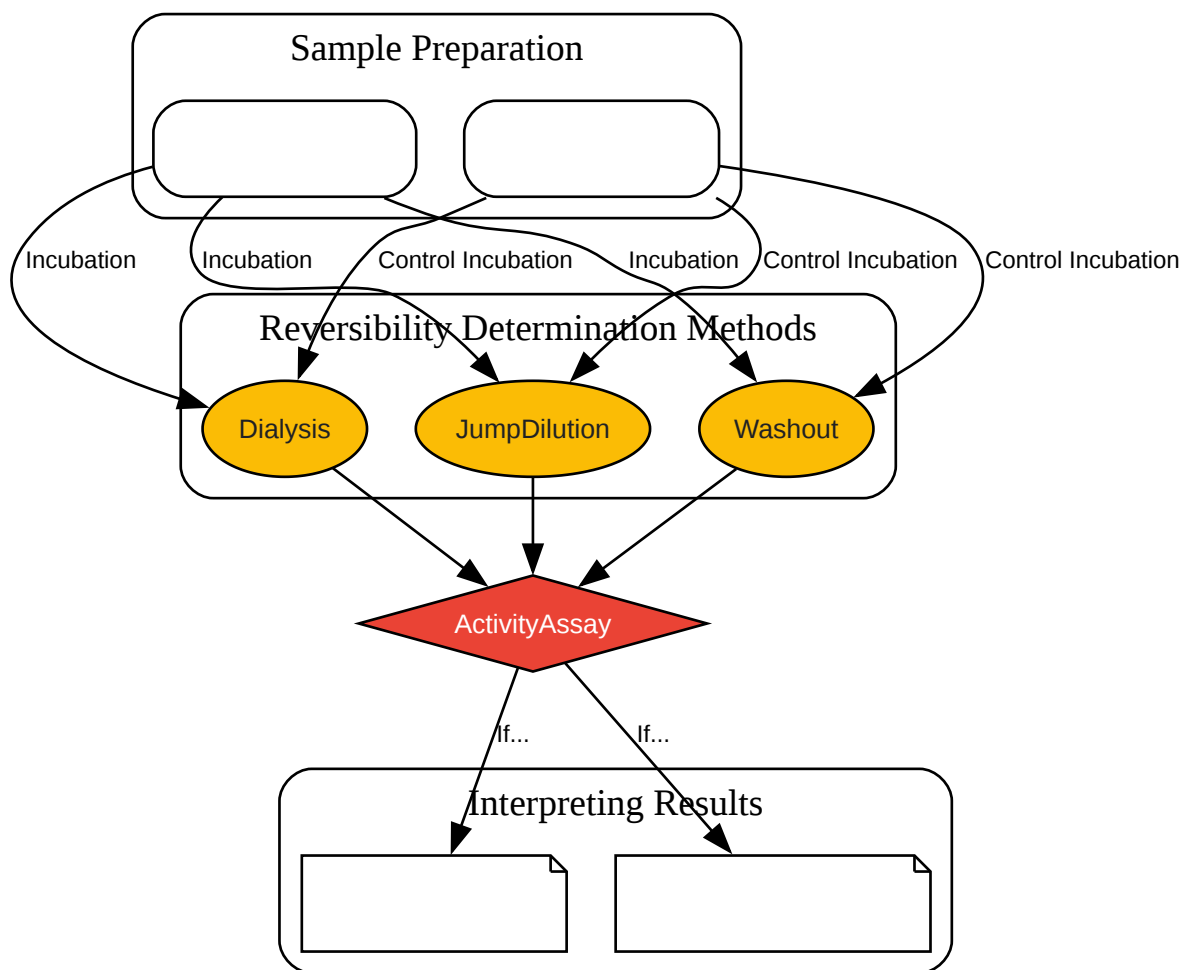 Sample Preparation
Incubation
Incubation
Control Incubation
Incubation
Control Incubation
Control Incubation
Reversibility Determination Methods
Dialysis
JumpDilution
Washout
ActivityAssay
If...
If...
Interpreting Results